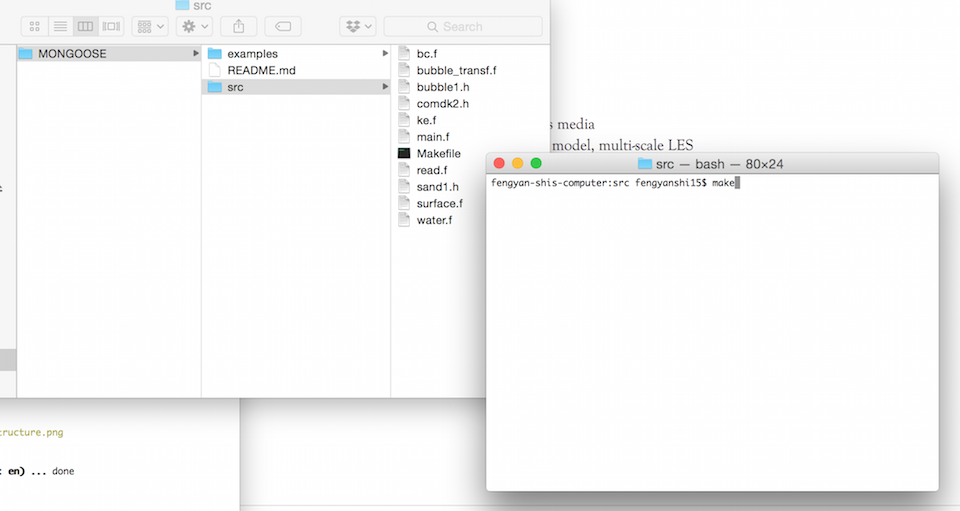 src
Search
MONGOOSE
examples
README.md
src
bc.f
bubble_transf.f
bubble1.h
comdk2.h
ke.f
main.f
Makefile
read.f
sand1.h
surface.f
water.f
media
model, multi-scale LES
src — bash — 80×24
fengyan-shis-computer:src fengyanshi15$ make
ructure.png
en) ... done